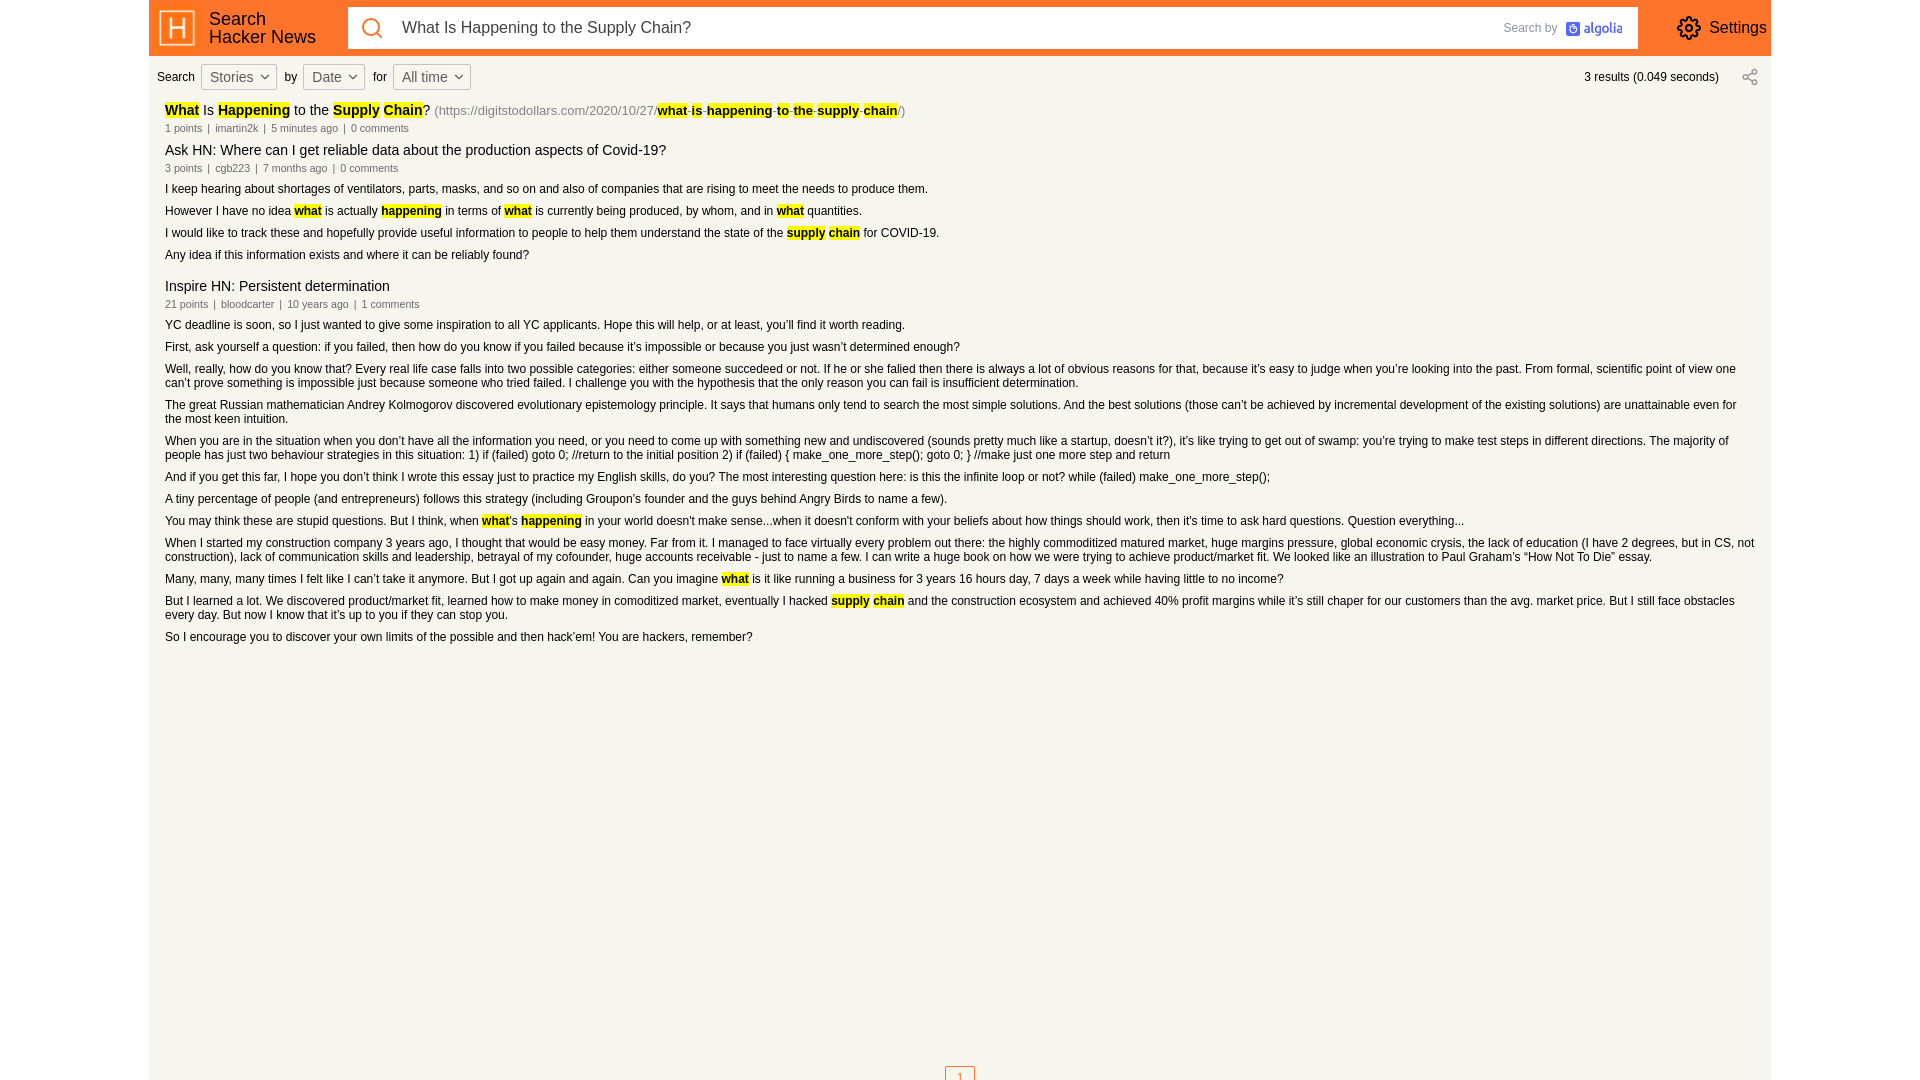 Search
Hacker News
What Is Happening to the Supply Chain?
Search by algolia
Settings
Search Stories by Date for All time
3 results (0.049 seconds)
What Is Happening to the Supply Chain? (https://digitstodollars.com/2020/10/27/what-is-happening-to-the-supply-chain/)
1 points | imartin2k | 5 minutes ago | 0 comments
Ask HN: Where can I get reliable data about the production aspects of Covid-19?
3 points | cgb223 | 7 months ago | 0 comments
I keep hearing about shortages of ventilators, parts, masks, and so on and also of companies that are rising to meet the needs to produce them.
However I have no idea what is actually happening in terms of what is currently being produced, by whom, and in what quantities.
I would like to track these and hopefully provide useful information to people to help them understand the state of the supply chain for COVID-19.
Any idea if this information exists and where it can be reliably found?
Inspire HN: Persistent determination
21 points | bloodcarter | 10 years ago | 1 comments
YC deadline is soon, so I just wanted to give some inspiration to all YC applicants. Hope this will help, or at least, you’ll find it worth reading.
First, ask yourself a question: if you failed, then how do you know if you failed because it’s impossible or because you just wasn’t determined enough?
Well, really, how do you know that? Every real life case falls into two possible categories: either someone succedeed or not. If he or she falied then there is always a lot of obvious reasons for that, because it’s easy to judge when you’re looking into the past. From formal, scientific point of view one
can’t prove something is impossible just because someone who tried failed. I challenge you with the hypothesis that the only reason you can fail is insufficient determination.
The great Russian mathematician Andrey Kolmogorov discovered evolutionary epistemology principle. It says that humans only tend to search the most simple solutions. And the best solutions (those can’t be achieved by incremental development of the existing solutions) are unattainable even for
the most keen intuition.
When you are in the situation when you don’t have all the information you need, or you need to come up with something new and undiscovered (sounds pretty much like a startup, doesn’t it?), it’s like trying to get out of swamp: you’re trying to make test steps in different directions. The majority of
people has just two behaviour strategies in this situation: 1) if (failed) goto 0; //return to the initial position 2) if (failed) { make_one_more_step(); goto 0; } //make just one more step and return
And if you get this far, I hope you don’t think I wrote this essay just to practice my English skills, do you? The most interesting question here: is this the infinite loop or not? while (failed) make_one_more_step();
A tiny percentage of people (and entrepreneurs) follows this strategy (including Groupon’s founder and the guys behind Angry Birds to name a few).
You may think these are stupid questions. But I think, when what's happening in your world doesn't make sense...when it doesn't conform with your beliefs about how things should work, then it's time to ask hard questions. Question everything...
When I started my construction company 3 years ago, I thought that would be easy money. Far from it. I managed to face virtually every problem out there: the highly commoditized matured market, huge margins pressure, global economic crysis, the lack of education (I have 2 degrees, but in CS, not
construction), lack of communication skills and leadership, betrayal of my cofounder, huge accounts receivable - just to name a few. I can write a huge book on how we were trying to achieve product/market fit. We looked like an illustration to Paul Graham’s “How Not To Die” essay.
Many, many, many times I felt like I can’t take it anymore. But I got up again and again. Can you imagine what is it like running a business for 3 years 16 hours day, 7 days a week while having little to no income?
But I learned a lot. We discovered product/market fit, learned how to make money in comoditized market, eventually I hacked supply chain and the construction ecosystem and achieved 40% profit margins while it’s still chaper for our customers than the avg. market price. But I still face obstacles
every day. But now I know that it’s up to you if they can stop you.
So I encourage you to discover your own limits of the possible and then hack’em! You are hackers, remember?
1